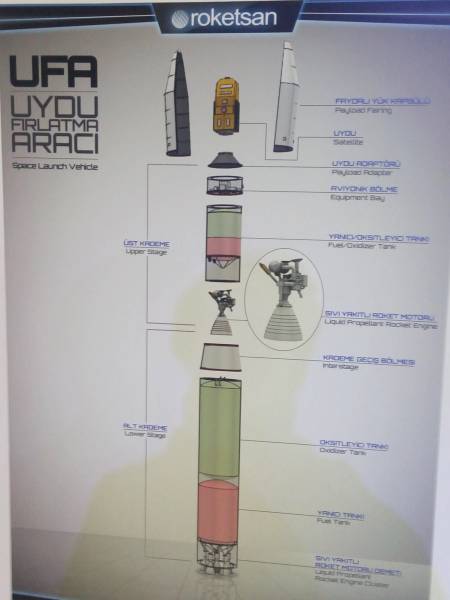 roketsan
UFA
UYDU
FIRLATMA
ARACI
Space Launch Vehicle
FAYDALI YÜK KAPSÜLÜ
Payload Fairing
UYDU
Satellite
UYDU ADAPTÖRÜ
Payload Adapter
AVİYONİK BÖLME
Equipment Bay
YANICI/OKSİTLEYİCİ TANKI
Fuel/Oxidizer Tank
ÜST KADEME
Upper Stage
SIVI YAKITLI ROKET MOTORU
Liquid Propellant Rocket Engine
KADEME GEÇİŞ BÖLMESİ
Interstage
ALT KADEME
Lower Stage
OKSİTLEYİCİ TANKI
Oxidizer Tank
YANICI TANKI
Fuel Tank
SIVI YAKITLI
ROKET MOTORU DEMETİ
Liquid Propellant
Rocket Engine Cluster